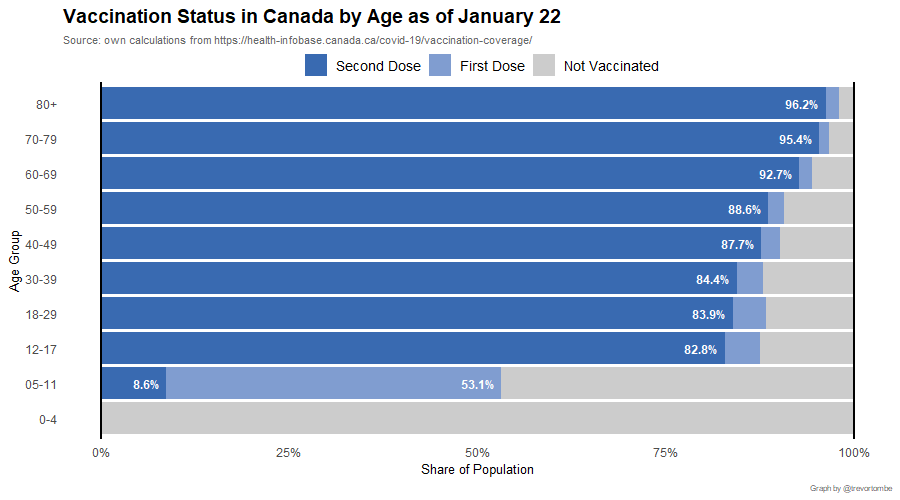 Vaccination Status in Canada by Age as of January 22
Source: own calculations from https://health-infobase.canada.ca/covid-19/vaccination-coverage/
Second Dose First Dose Not Vaccinated
Age Group
80+ 96.2%
70-79 95.4%
60-69 92.7%
50-59 88.6%
40-49 87.7%
30-39 84.4%
18-29 83.9%
12-17 82.8%
05-11 8.6% 53.1%
0-4
0% 25% 50% 75% 100%
Share of Population
Graph by @trevortombe